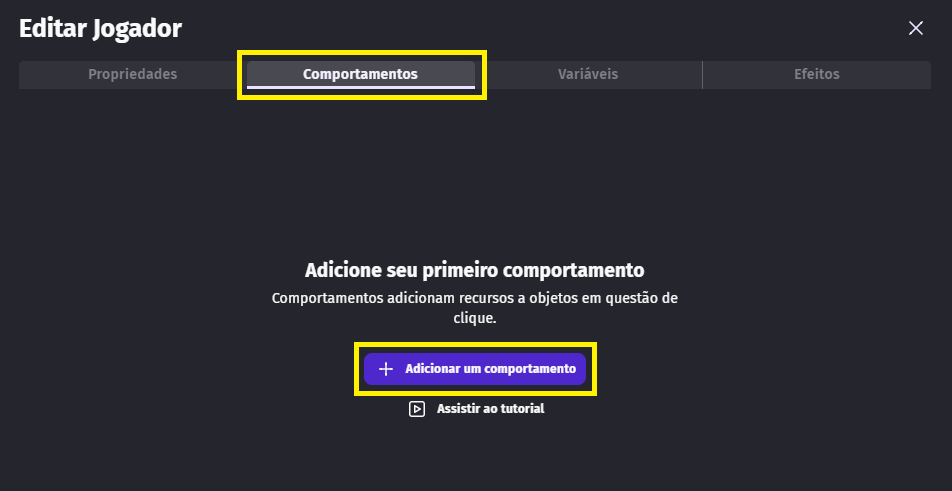 Editar Jogador
Propriedades
Comportamentos
Variáveis
Efeitos
Adicione seu primeiro comportamento
Comportamentos adicionam recursos a objetos em questão de
clique.
Adicionar um comportamento
Assistir ao tutorial